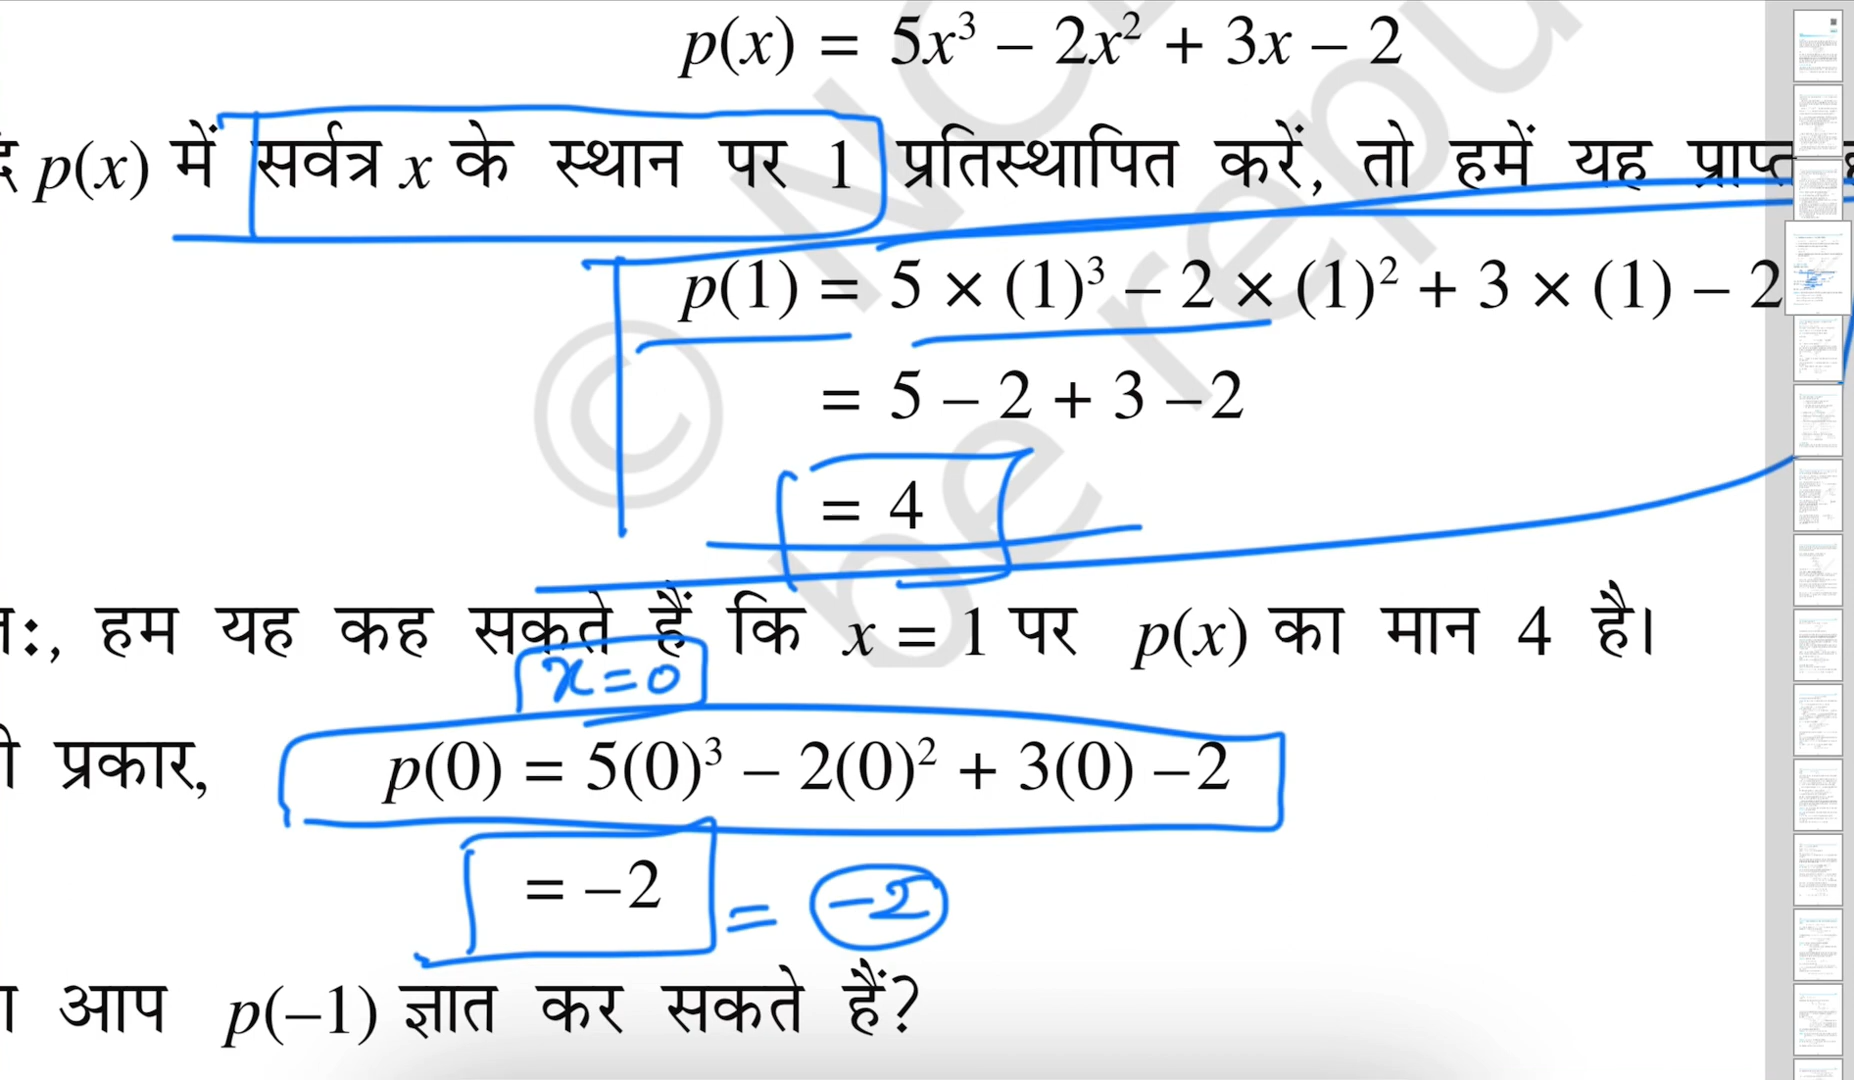 p(x) = 5x³ – 2x² + 3x – 2
p(x) में सर्वत्र x के स्थान पर 1 प्रतिस्थापित करें, तो हमें यह प्राप्त
p(1) = 5 × (1)³ – 2 × (1)² + 3 × (1) – 2
= 5 – 2 + 3 –2
= 4
हम यह कह सकते हैं कि x = 1 पर p(x) का मान 4 है।
x=0
प्रकार, p(0) = 5(0)³ – 2(0)² + 3(0) –2
= –2 = -2
आप p(–1) ज्ञात कर सकते हैं?